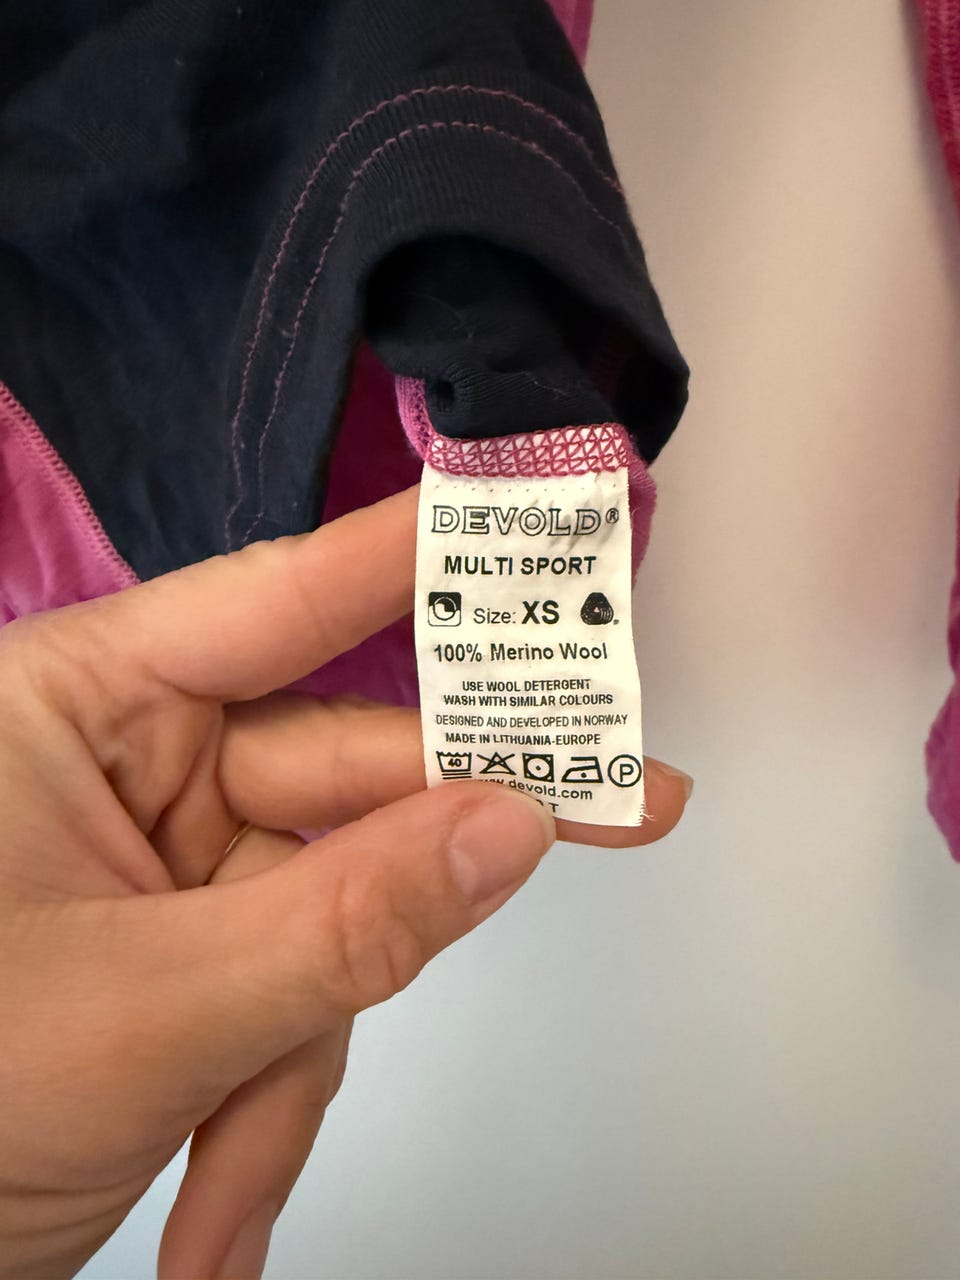 DEVOLD®
MULTI SPORT
Size: XS
100% Merino Wool
USE WOOL DETERGENT
WASH WITH SIMILAR COLOURS
DESIGNED AND DEVELOPED IN NORWAY
MADE IN LITHUANIA-EUROPE
40 P
devold.com
T